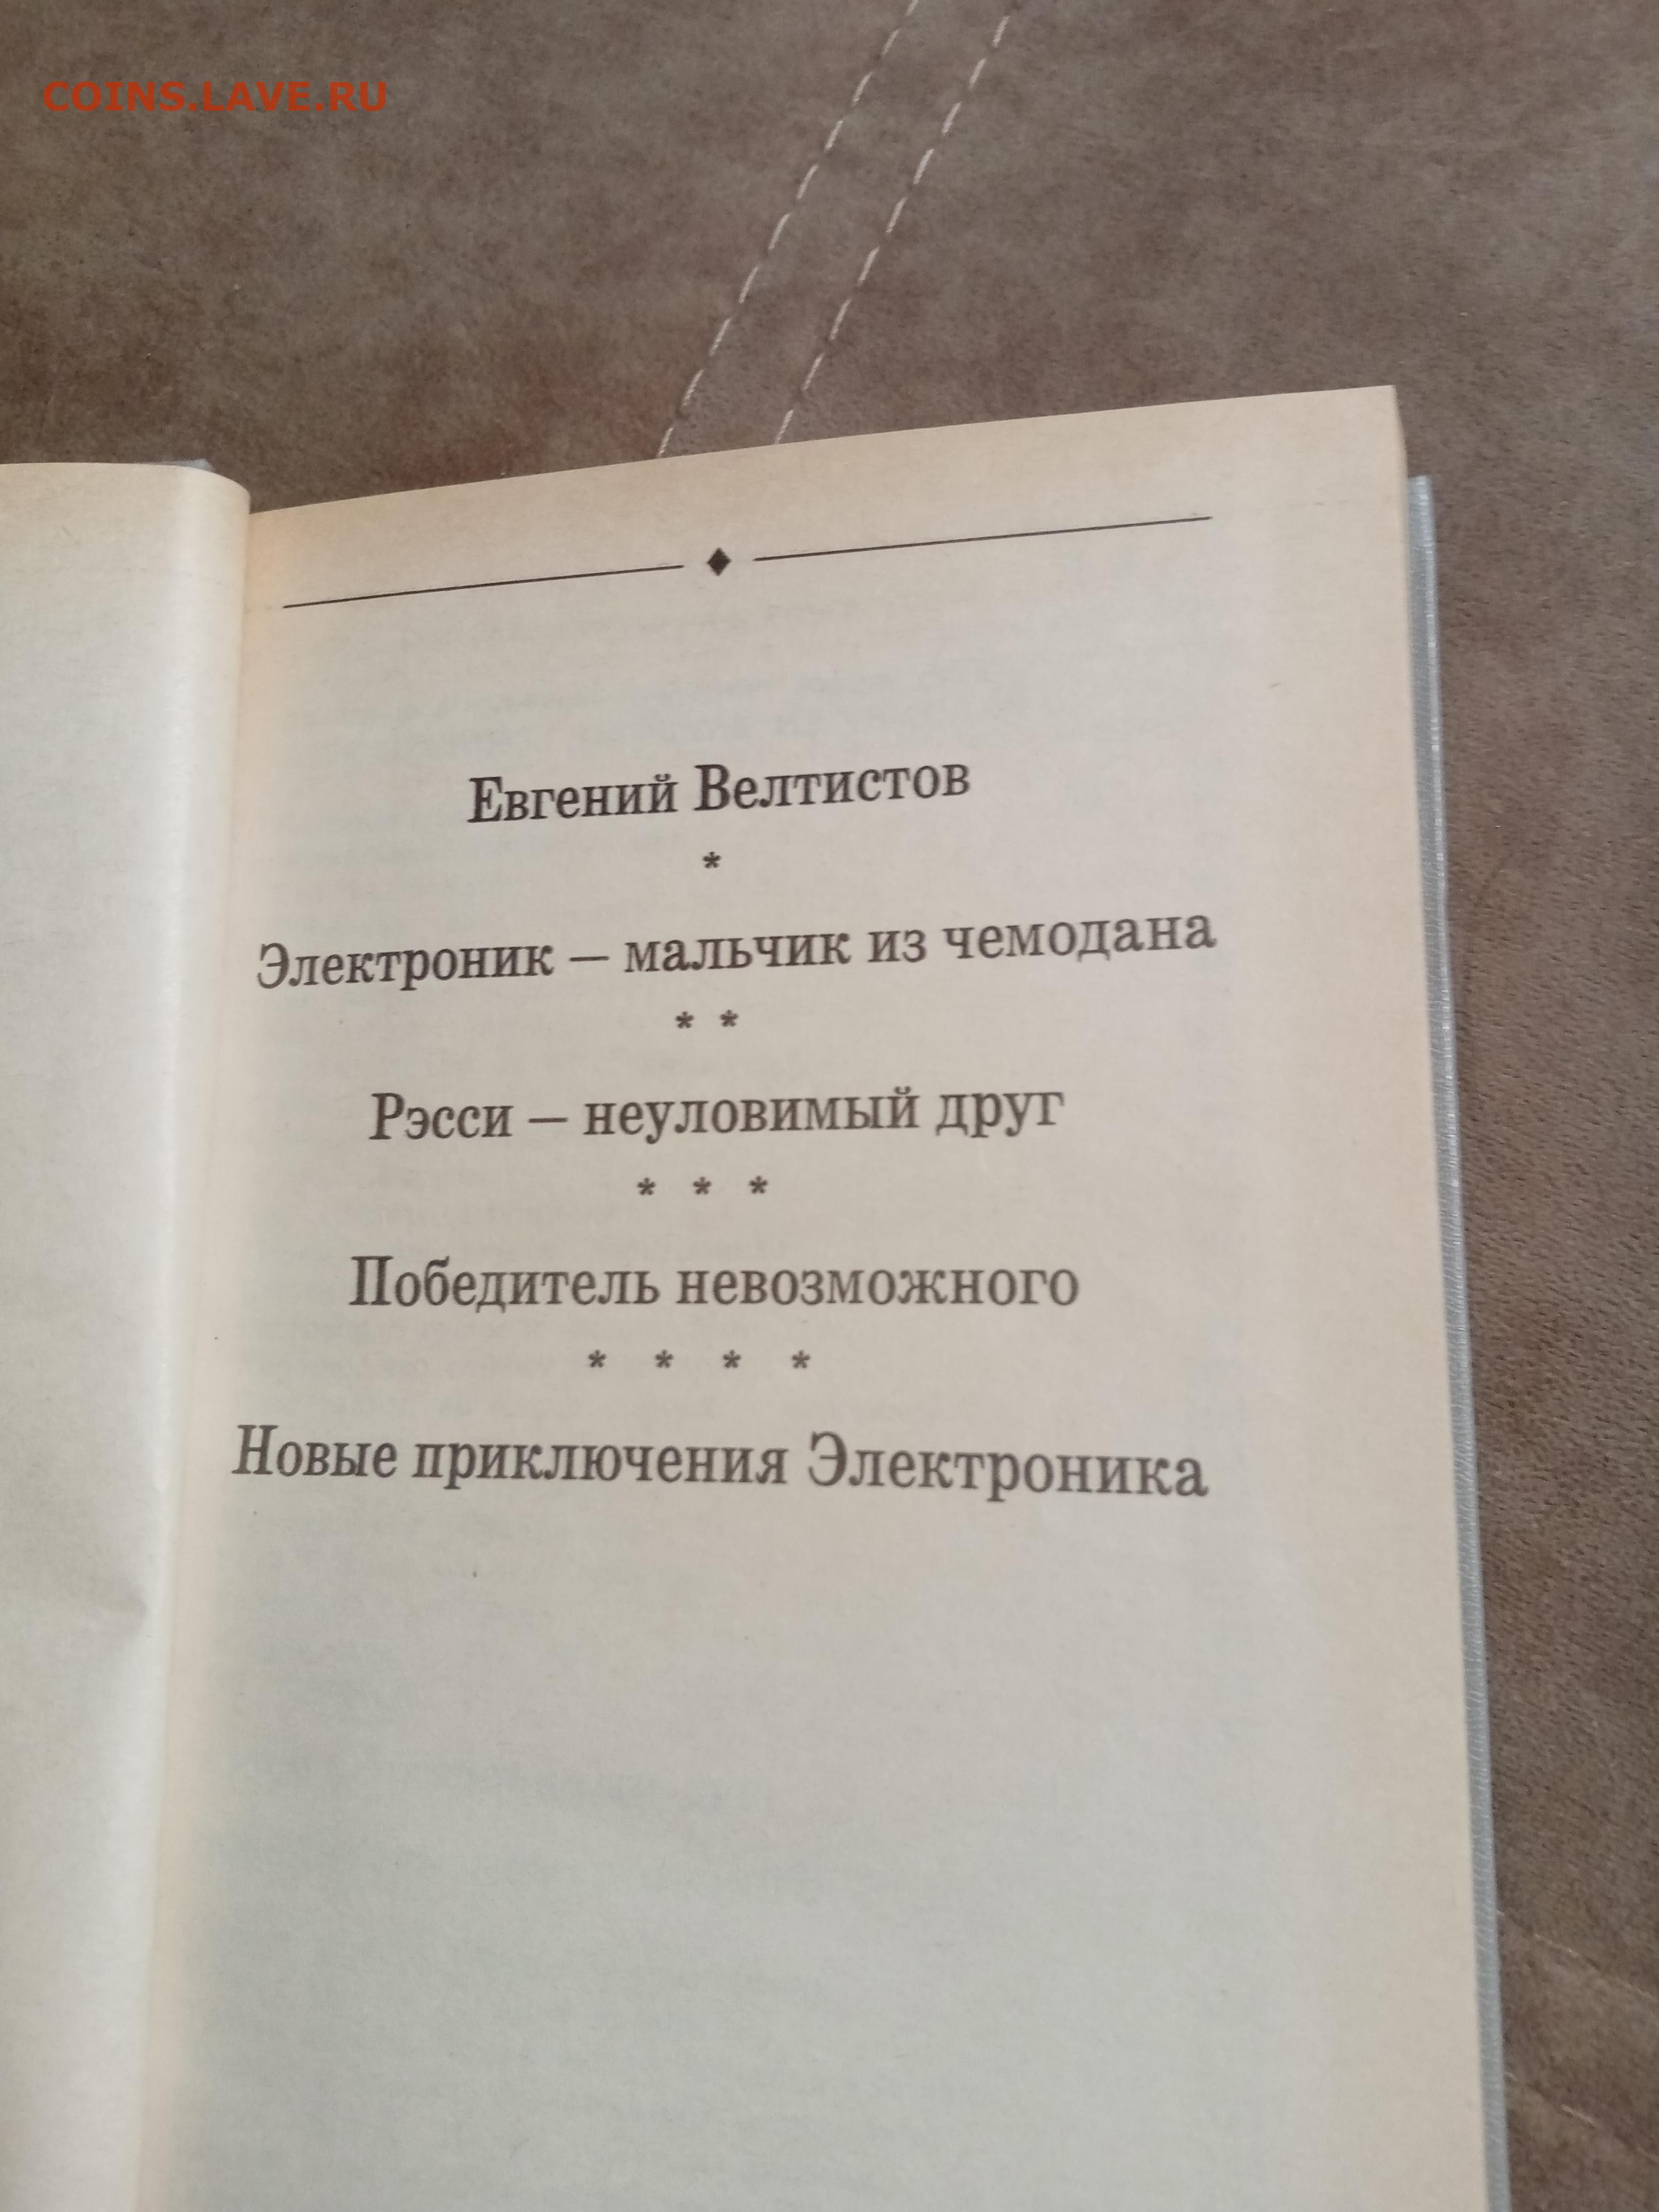 COINS.LAVE.RU
Евгений Велтистов
*
Электроник — мальчик из чемодана
* *
Рэсси — неуловимый друг
* * *
Победитель невозможного
* * * *
Новые приключения Электроника